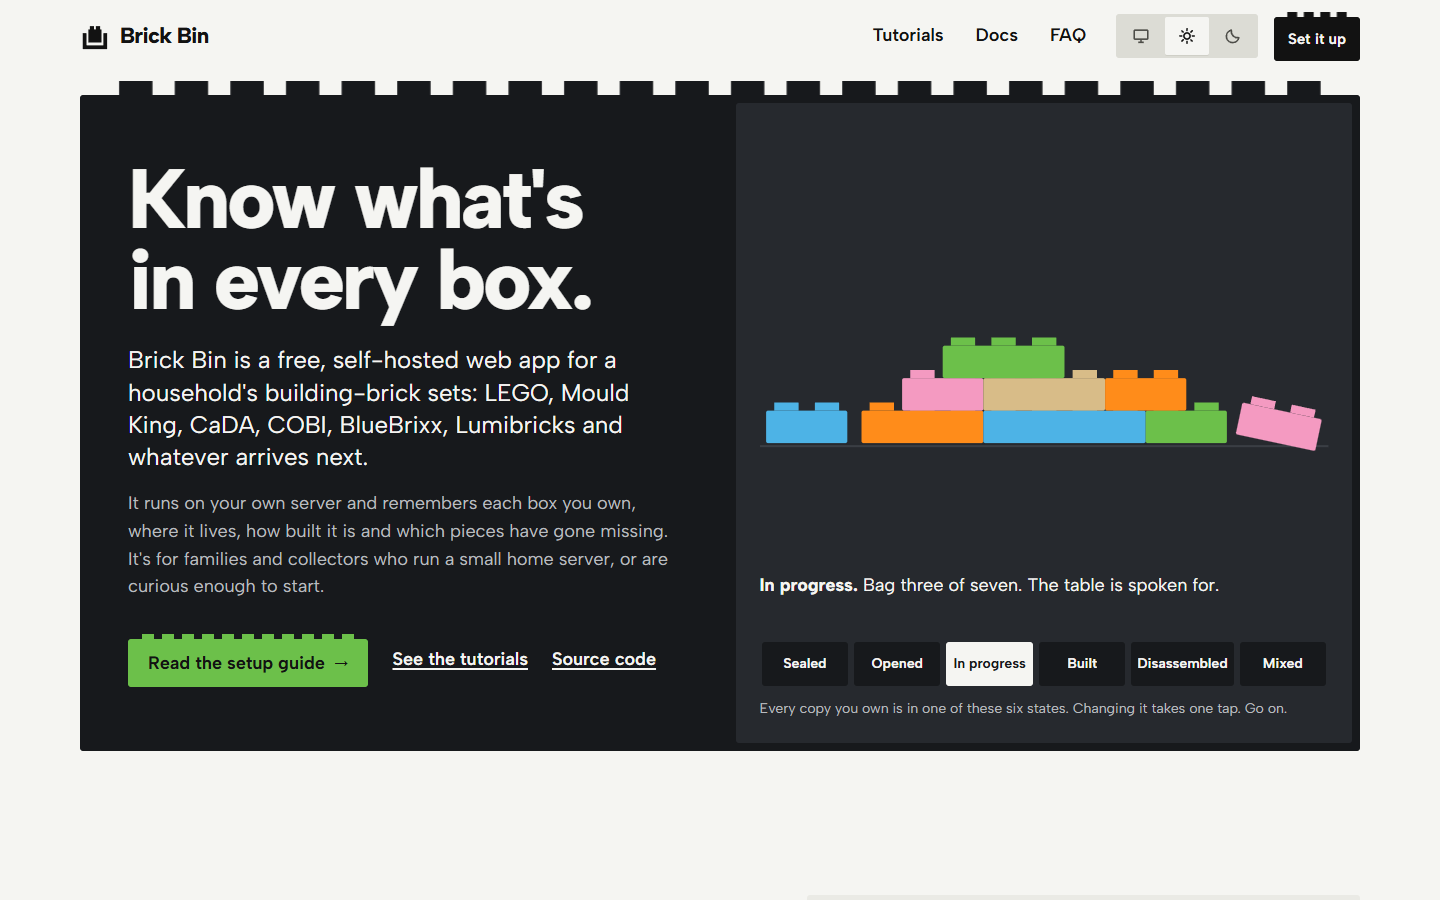 Brick Bin
Tutorials
Docs
FAQ
Set it up
Know what's
in every box.
Brick Bin is a free, self-hosted web app for a
household's building-brick sets: LEGO, Mould
King, CaDA, COBI, BlueBrixx, Lumibricks and
whatever arrives next.
It runs on your own server and remembers each box you own,
where it lives, how built it is and which pieces have gone missing.
It's for families and collectors who run a small home server, or are
curious enough to start.
Read the setup guide →
See the tutorials
Source code
In progress. Bag three of seven. The table is spoken for.
Sealed
Opened
In progress
Built
Disassembled
Mixed
Every copy you own is in one of these six states. Changing it takes one tap. Go on.